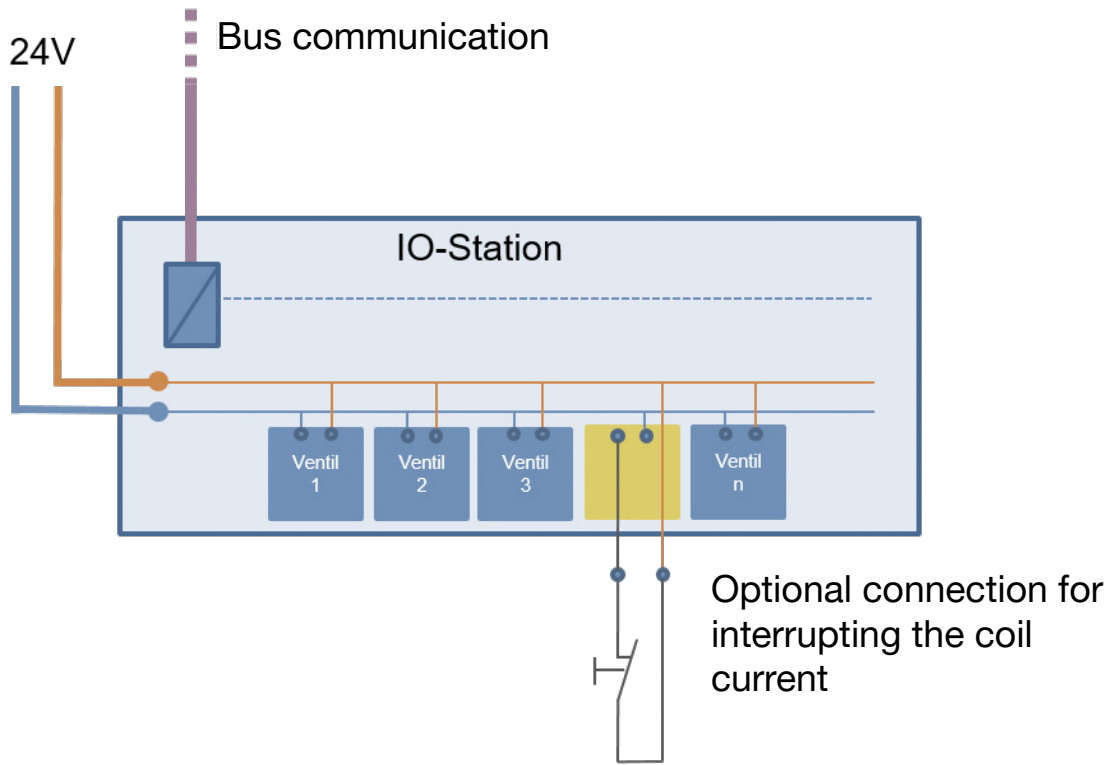 24V
Bus communication
IO-Station
Ventil
1
Ventil
2
Ventil
3
Ventil
n
Optional connection for
interrupting the coil
current